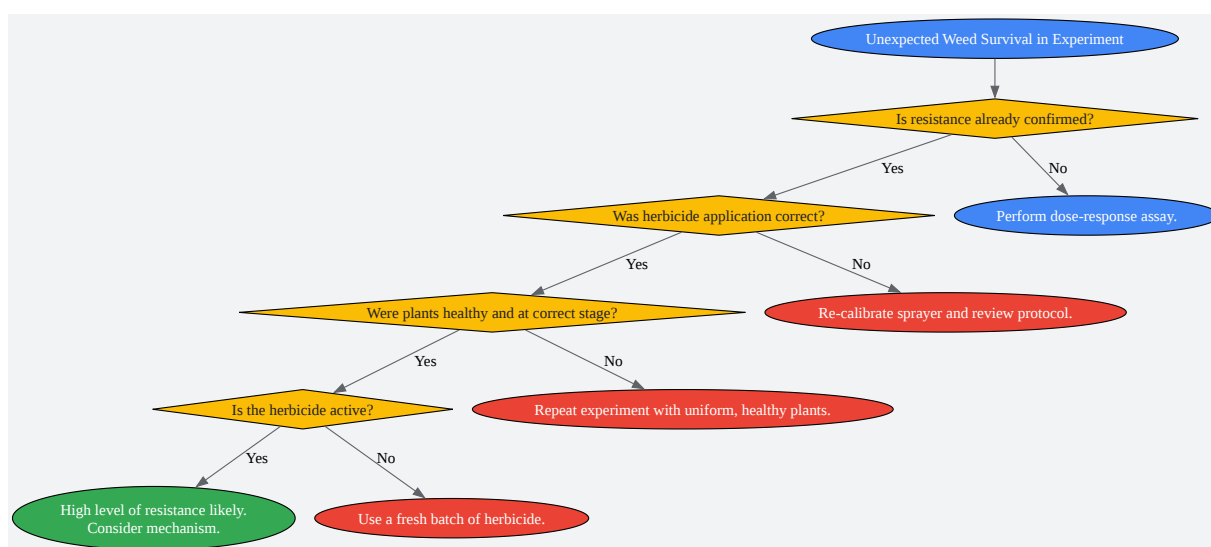 Unexpected Weed Survival in Experiment
Is resistance already confirmed?
Yes
No
Was herbicide application correct?
Perform dose-response assay.
Yes
No
Were plants healthy and at correct stage?
Re-calibrate sprayer and review protocol.
Yes
No
Is the herbicide active?
Repeat experiment with uniform, healthy plants.
Yes
No
High level of resistance likely.
Consider mechanism.
Use a fresh batch of herbicide.